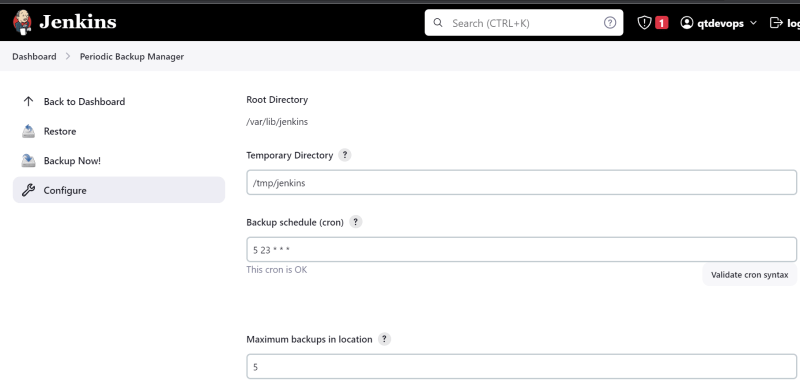 Jenkins
Search (CTRL+K)
?
1
qtdevops
Dashboard
Periodic Backup Manager
Back to Dashboard
Restore
Backup Now!
Configure
Root Directory
/var/lib/jenkins
Temporary Directory ?
/tmp/jenkins
Backup schedule (cron) ?
5 23 * * *
This cron is OK
Validate cron syntax
Maximum backups in location ?
5